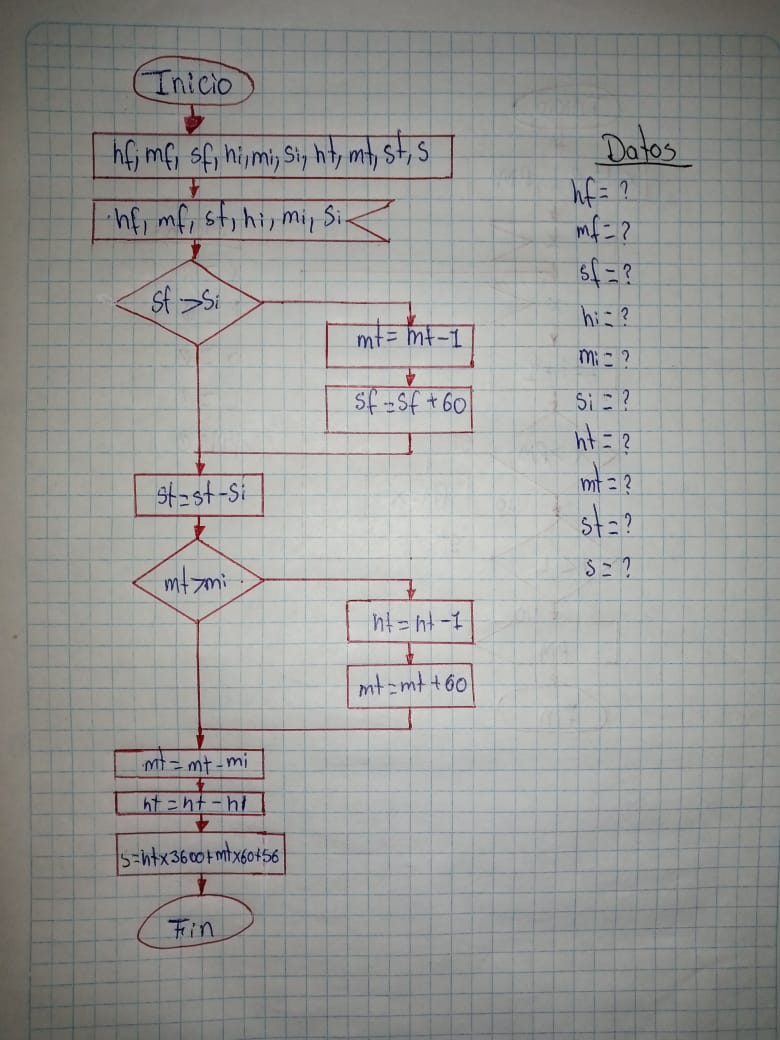 Inicio
hf, mf, sf, hi, mi, si, ht, mt, st, s
hf, mf, sf, hi, mi, si
sf > si
mt = mt - 1
sf = sf + 60
st = st - si
mt > mi
ht = ht - 1
mt = mt + 60
mt = mt - mi
ht = ht - hi
s = ht x 3600 + mt x 60 + 56
Fin
Datos
hf = ?
mf = ?
sf = ?
hi = ?
mi = ?
si = ?
ht = ?
mt = ?
st = ?
s = ?